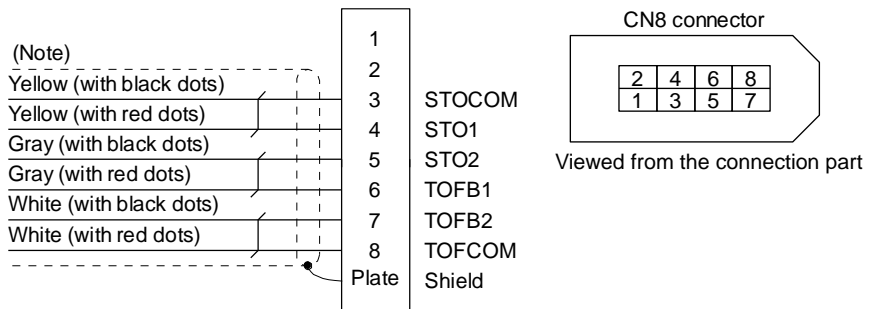 (Note)
Yellow (with black dots)
Yellow (with red dots)
Gray (with black dots)
Gray (with red dots)
White (with black dots)
White (with red dots)
1
2
3 STOCOM
4 STO1
5 STO2
6 TOFB1
7 TOFB2
8 TOFCOM
Plate Shield
CN8 connector
2 4 6 8
1 3 5 7
Viewed from the connection part